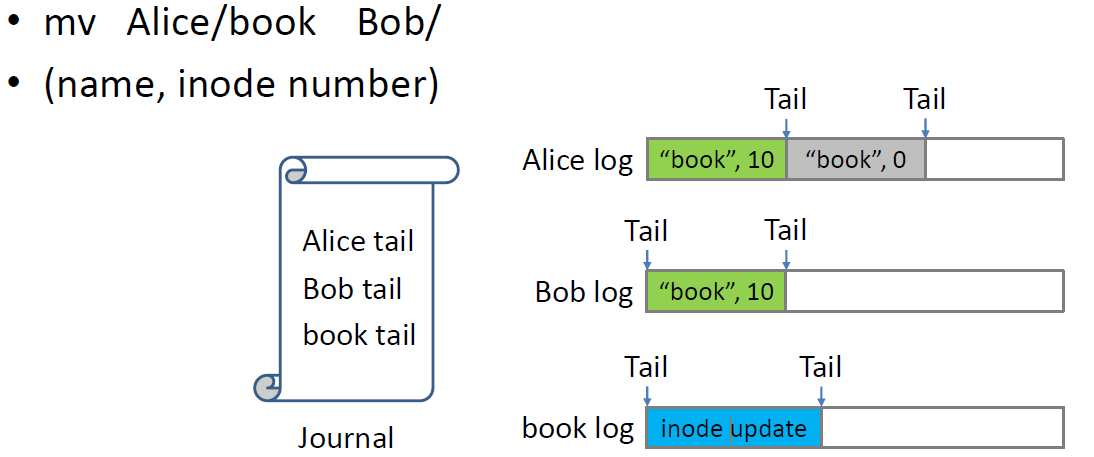 • mv Alice/book Bob/
• (name, inode number)
Tail Tail
Alice log “book”, 10 “book”, 0
Alice tail
Bob tail
book tail
Journal
Tail Tail
Bob log “book”, 10
Tail Tail
book log inode update